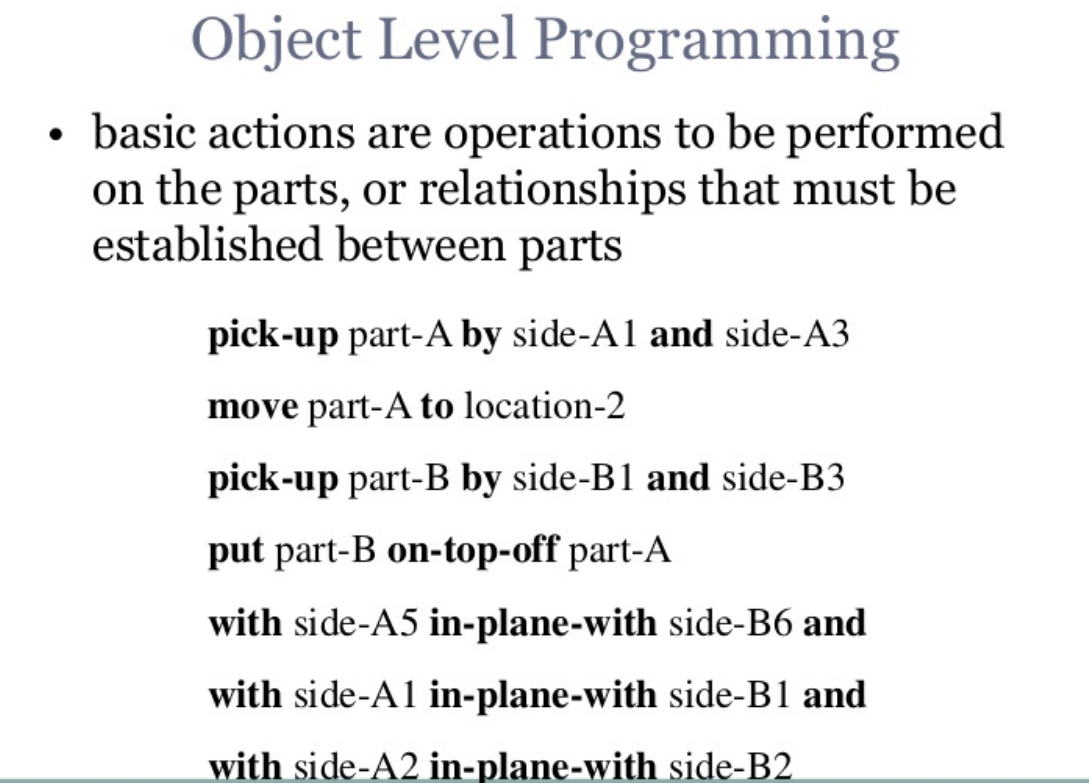 Object Level Programming
• basic actions are operations to be performed
on the parts, or relationships that must be
established between parts
pick-up part-A by side-A1 and side-A3
move part-A to location-2
pick-up part-B by side-B1 and side-B3
put part-B on-top-off part-A
with side-A5 in-plane-with side-B6 and
with side-A1 in-plane-with side-B1 and
with side-A2 in-plane-with side-B2